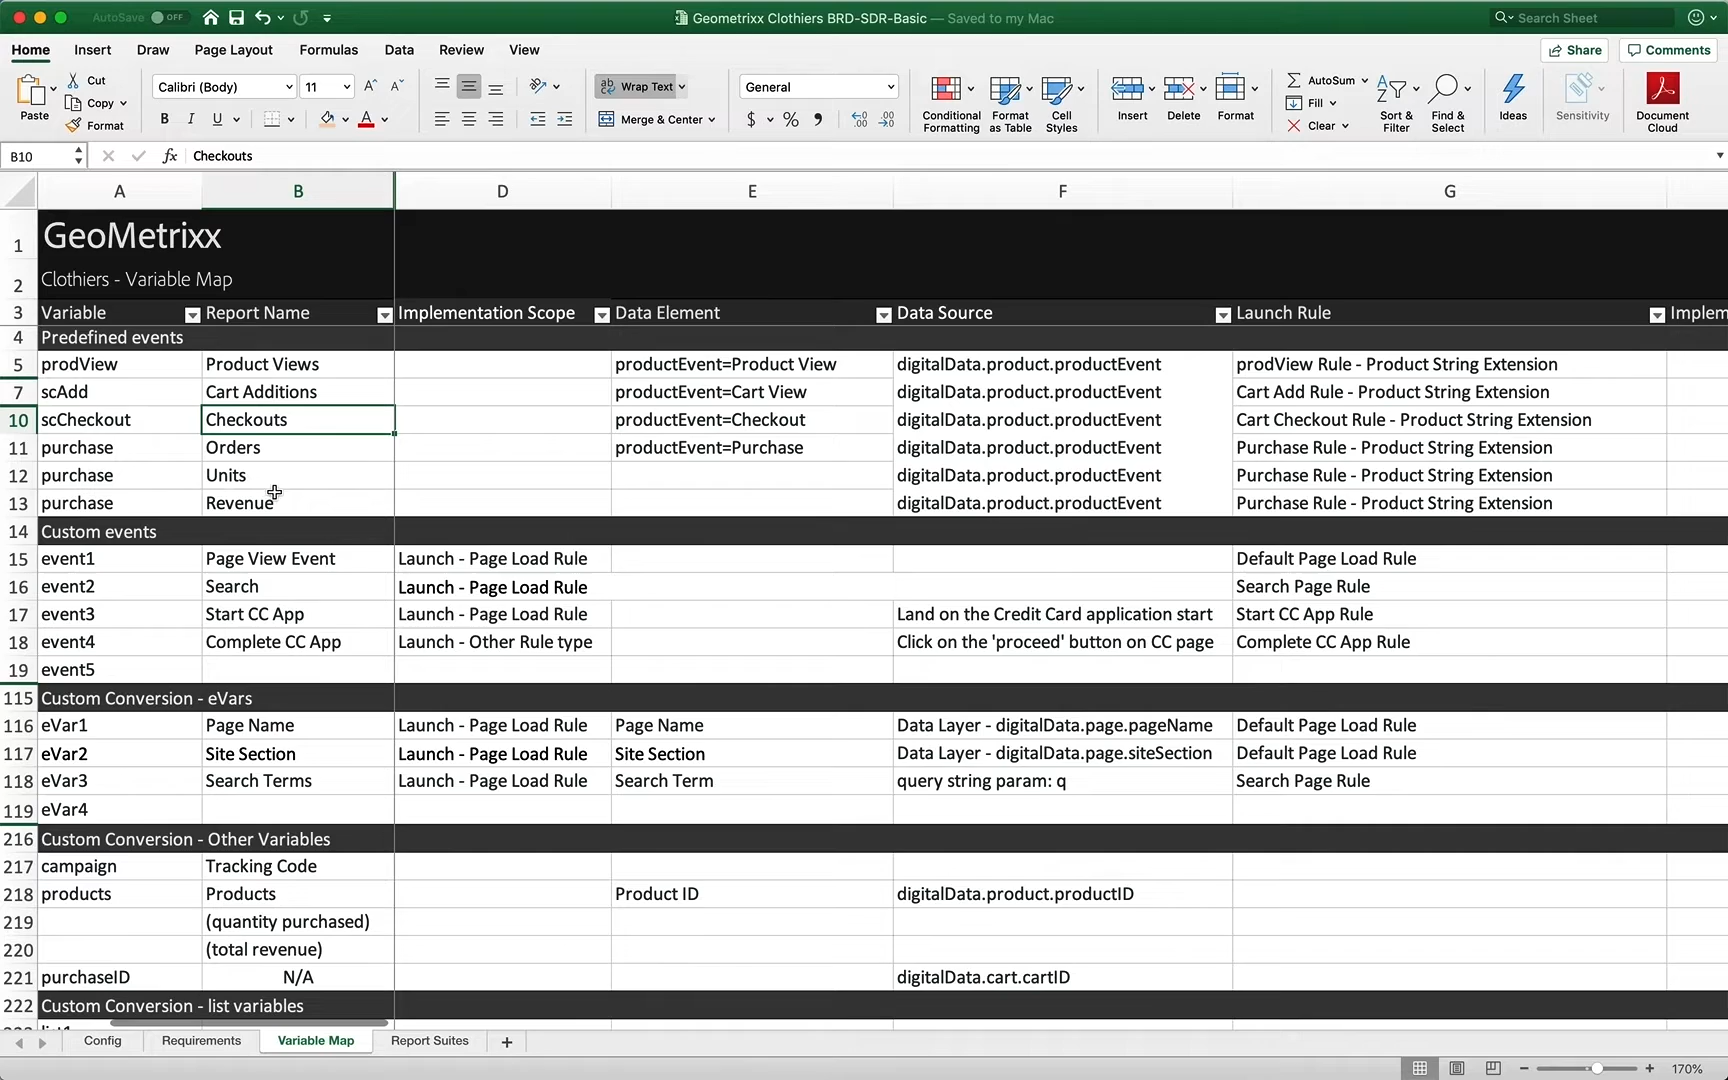 AutoSave OFF
Geometrixx Clothiers BRD-SDR-Basic — Saved to my Mac
Search Sheet
Home Insert Draw Page Layout Formulas Data Review View
Share Comments
Paste
Cut
Copy
Format
Calibri (Body) 11
B I U
Wrap Text
Merge & Center
General
$ %
Conditional Formatting
Format as Table
Cell Styles
Insert
Delete
Format
AutoSum
Fill
Clear
Sort & Filter
Find & Select
Ideas
Sensitivity
Document Cloud
B10 fx Checkouts
A B D E F G
1 GeoMetrixx
2 Clothiers - Variable Map
3 Variable Report Name Implementation Scope Data Element Data Source Launch Rule Implem
4 Predefined events
5 prodView Product Views productEvent=Product View digitalData.product.productEvent prodView Rule - Product String Extension
7 scAdd Cart Additions productEvent=Cart View digitalData.product.productEvent Cart Add Rule - Product String Extension
10 scCheckout Checkouts productEvent=Checkout digitalData.product.productEvent Cart Checkout Rule - Product String Extension
11 purchase Orders productEvent=Purchase digitalData.product.productEvent Purchase Rule - Product String Extension
12 purchase Units digitalData.product.productEvent Purchase Rule - Product String Extension
13 purchase Revenue digitalData.product.productEvent Purchase Rule - Product String Extension
14 Custom events
15 event1 Page View Event Launch - Page Load Rule Default Page Load Rule
16 event2 Search Launch - Page Load Rule Search Page Rule
17 event3 Start CC App Launch - Page Load Rule Land on the Credit Card application start Start CC App Rule
18 event4 Complete CC App Launch - Other Rule type Click on the 'proceed' button on CC page Complete CC App Rule
19 event5
115 Custom Conversion - eVars
116 eVar1 Page Name Launch - Page Load Rule Page Name Data Layer - digitalData.page.pageName Default Page Load Rule
117 eVar2 Site Section Launch - Page Load Rule Site Section Data Layer - digitalData.page.siteSection Default Page Load Rule
118 eVar3 Search Terms Launch - Page Load Rule Search Term query string param: q Search Page Rule
119 eVar4
216 Custom Conversion - Other Variables
217 campaign Tracking Code
218 products Products Product ID digitalData.product.productID
219 (quantity purchased)
220 (total revenue)
221 purchaseID N/A digitalData.cart.cartID
222 Custom Conversion - list variables
Config Requirements Variable Map Report Suites +
170%